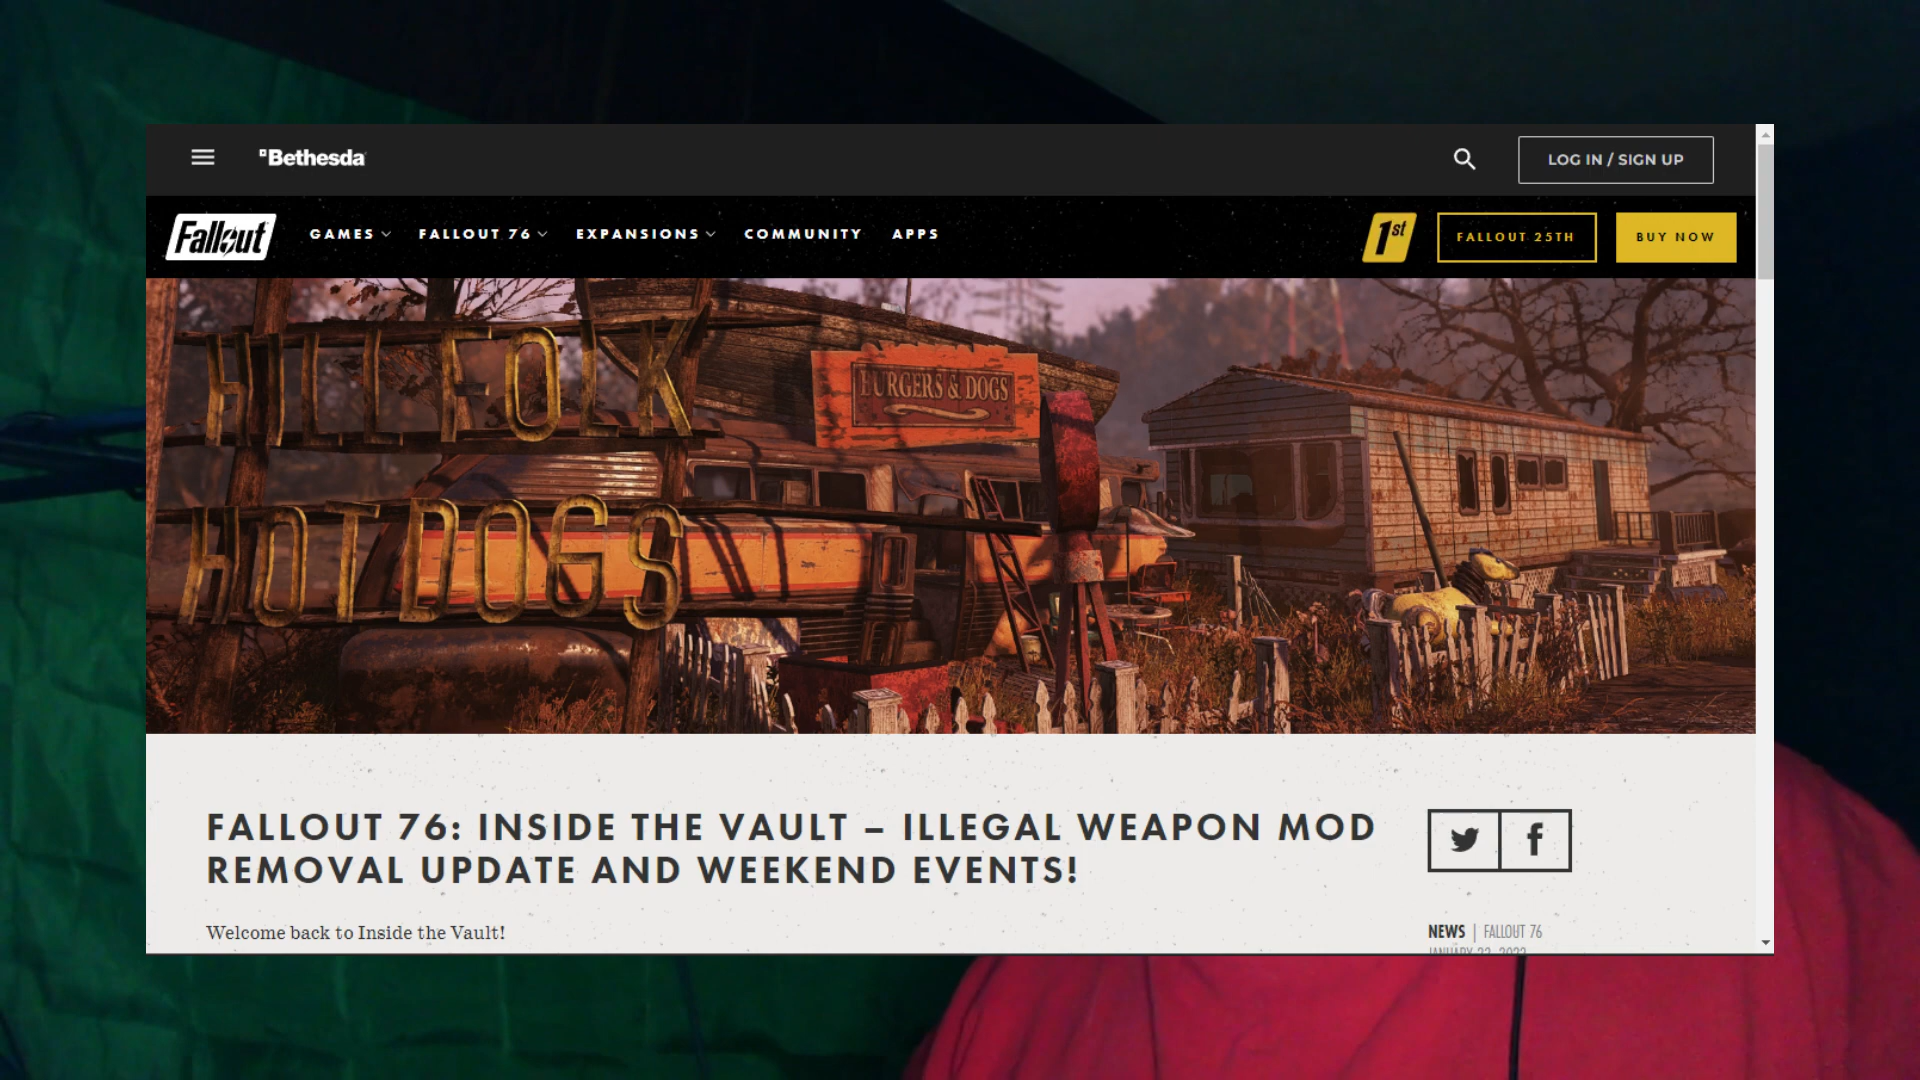 Bethesda
LOG IN / SIGN UP
Fallout
GAMES
FALLOUT 76
EXPANSIONS
COMMUNITY
APPS
1st
FALLOUT 25TH
BUY NOW
HILLFOLK
HOTDOGS
BURGERS & DOGS
FALLOUT 76: INSIDE THE VAULT – ILLEGAL WEAPON MOD
REMOVAL UPDATE AND WEEKEND EVENTS!
Welcome back to Inside the Vault!
NEWS | FALLOUT 76